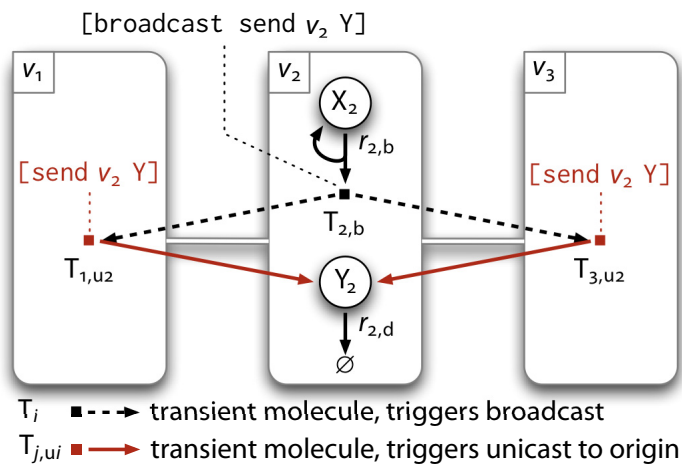 [broadcast send v₂ Y]
v₁
v₂
v₃
X₂
r₂,b
[send v₂ Y]
[send v₂ Y]
T₂,b
T₁,u₂
T₃,u₂
Y₂
r₂,d
∅
Tᵢ transient molecule, triggers broadcast
Tⱼ,uᵢ transient molecule, triggers unicast to origin